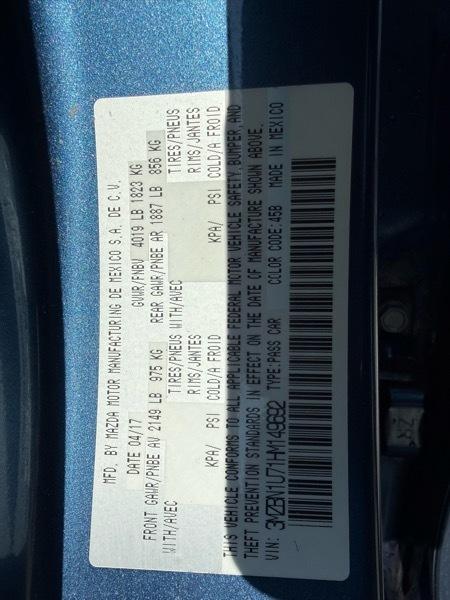 MFD. BY MAZDA MOTOR MANUFACTURING DE MEXICO S.A. DE C.V.
DATE 04/17 GVWR/PNBV 4019 LB 1823 KG
FRONT GAWR/PNBE AV 2149 LB 975 KG REAR GAWR/PNBE AR 1887 LB 856 KG
WITH/AVEC TIRES/PNEUS WITH/AVEC TIRES/PNEUS
RIMS/JANTES RIMS/JANTES
KPA/ PSI COLD/A FROID KPA/ PSI COLD/A FROID
THIS VEHICLE CONFORMS TO ALL APPLICABLE FEDERAL MOTOR VEHICLE SAFETY, BUMPER, AND
THEFT PREVENTION STANDARDS IN EFFECT ON THE DATE OF MANUFACTURE SHOWN ABOVE.
VIN: 3MZBN1U71HM149692 TYPE:PASS CAR COLOR CODE:45B MADE IN MEXICO